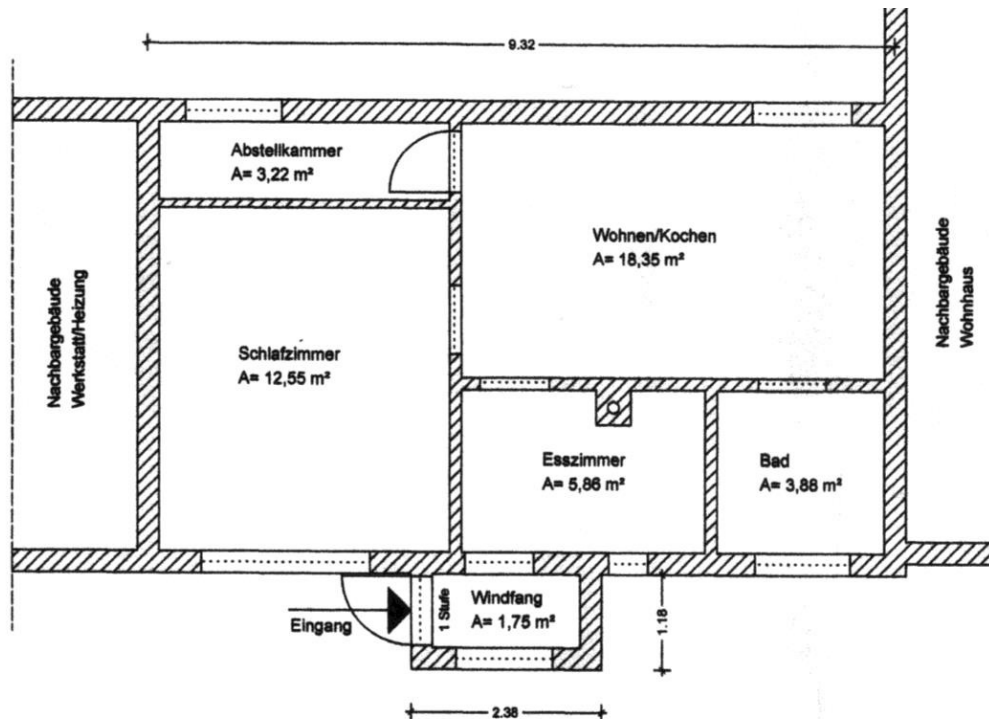 9.32
Abstellkammer
A= 3,22 m²
Wohnen/Kochen
A= 18,35 m²
Nachbargebäude
Werkstatt/Heizung
Nachbargebäude
Wohnhaus
Schlafzimmer
A= 12,55 m²
Esszimmer
A= 5,86 m²
Bad
A= 3,88 m²
Eingang
1 Stufe
Windfang
A= 1,75 m²
1.18
2.38